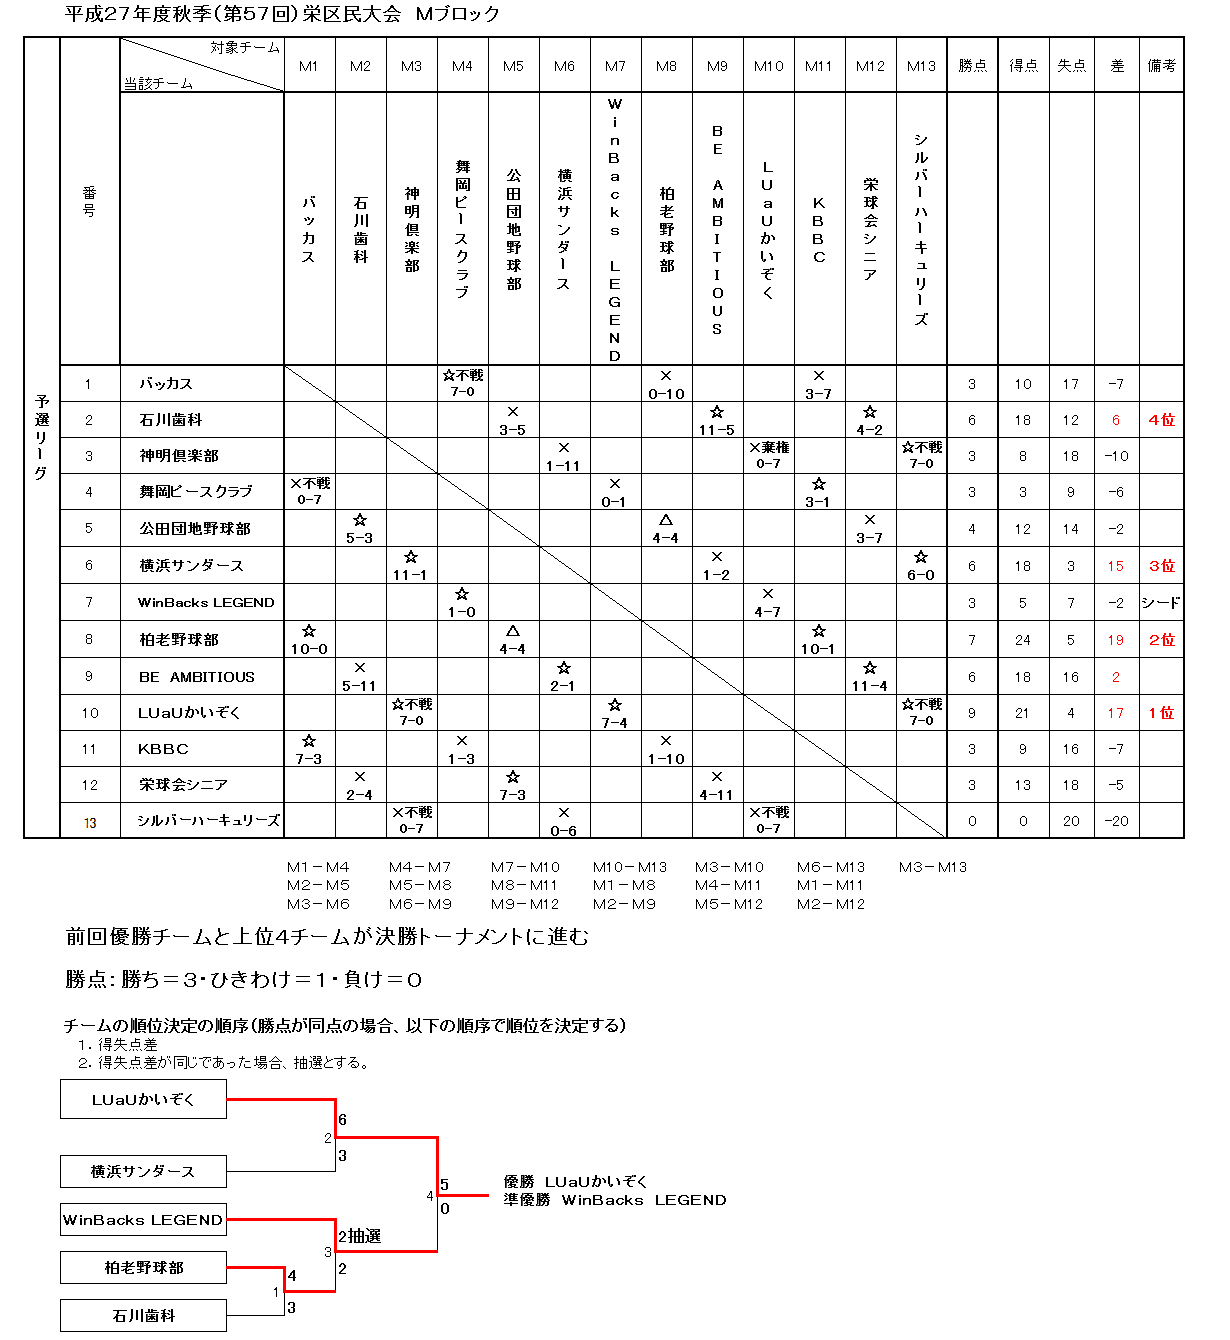 平成２７年度秋季（第５７回）栄区民大会　Mブロック
対象チーム M1 M2 M3 M4 M5 M6 M7 M8 M9 M10 M11 M12 M13 勝点 得点 失点 差 備考
当該チーム
番号 バッカス 石川歯科 神明倶楽部 舞岡ピースクラブ 公田団地野球部 横浜サンダース WinBacks LEGEND 柏老野球部 BE AMBITIOUS LUaUかいぞく KBBC 栄球会シニア シルバーハーキュリーズ
予選リーグ
1 バッカス ☆不戦 7-0 × 0-10 × 3-7 3 10 17 -7
2 石川歯科 × 3-5 ☆ 11-5 ☆ 4-2 6 18 12 6 4位
3 神明倶楽部 × 1-11 ×棄権 0-7 ☆不戦 7-0 3 8 18 -10
4 舞岡ピースクラブ ×不戦 0-7 × 0-1 ☆ 3-1 3 3 9 -6
5 公田団地野球部 ☆ 5-3 △ 4-4 × 3-7 4 12 14 -2
6 横浜サンダース ☆ 11-1 × 1-2 ☆ 6-0 6 18 3 15 3位
7 WinBacks LEGEND ☆ 1-0 × 4-7 3 5 7 -2 シード
8 柏老野球部 ☆ 10-0 △ 4-4 ☆ 10-1 7 24 5 19 2位
9 BE AMBITIOUS × 5-11 ☆ 2-1 ☆ 11-4 6 18 16 2
10 LUaUかいぞく ☆不戦 7-0 ☆ 7-4 ☆不戦 7-0 9 21 4 17 1位
11 KBBC ☆ 7-3 × 1-3 × 1-10 3 9 16 -7
12 栄球会シニア × 2-4 ☆ 7-3 × 4-11 3 13 18 -5
13 シルバーハーキュリーズ ×不戦 0-7 × 0-6 ×不戦 0-7 0 0 20 -20
M1－M4 M4－M7 M7－M10 M10－M13 M3－M10 M6－M13 M3－M13
M2－M5 M5－M8 M8－M11 M1－M8 M4－M11 M1－M11
M3－M6 M6－M9 M9－M12 M2－M9 M5－M12 M2－M12
前回優勝チームと上位４チームが決勝トーナメントに進む
勝点：勝ち＝３・ひきわけ＝１・負け＝０
チームの順位決定の順序（勝点が同点の場合、以下の順序で順位を決定する）
１．得失点差
２．得失点差が同じであった場合、抽選とする。
LUaUかいぞく
6
2
3
横浜サンダース
5
優勝　LUaUかいぞく
4
準優勝　WinBacks　LEGEND
0
WinBacks LEGEND
2抽選
3
2
柏老野球部
4
1
3
石川歯科